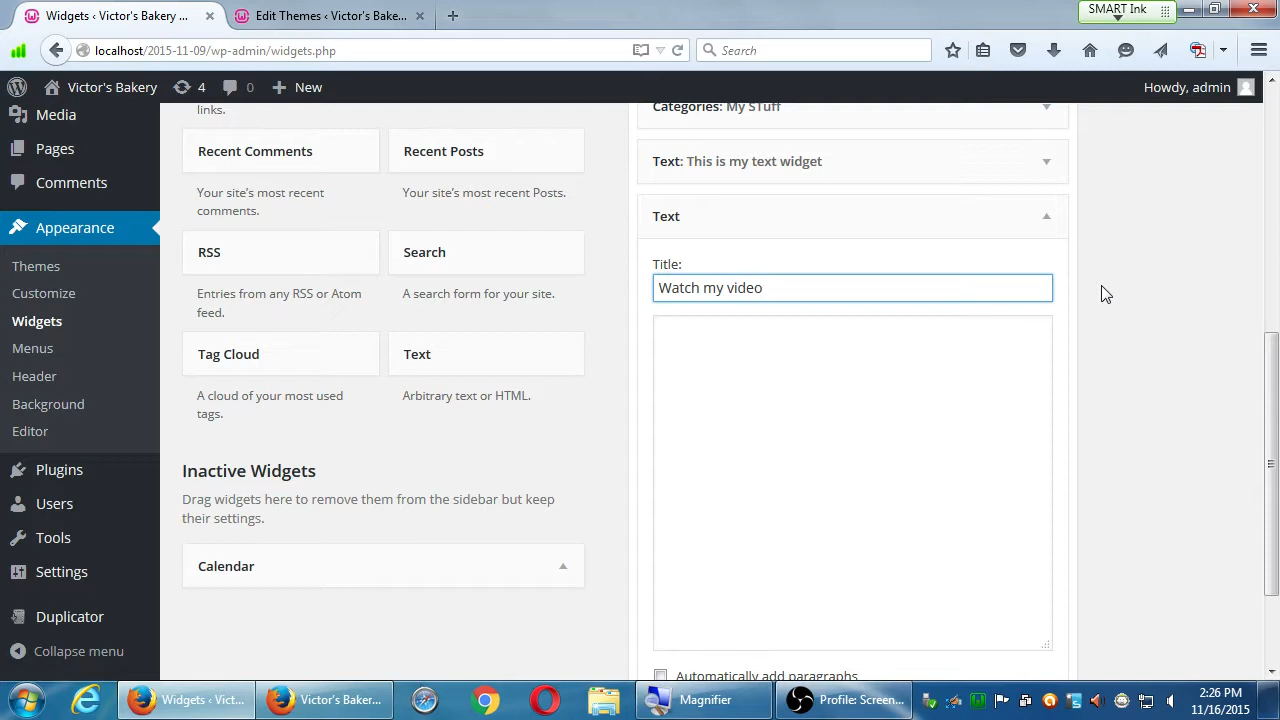 Widgets ‹ Victor's Bakery ...
Edit Themes ‹ Victor's Bake...
SMART Ink
localhost/2015-11-09/wp-admin/widgets.php
Search
Victor's Bakery
4
0
New
Howdy, admin
Media
Pages
Comments
Appearance
Themes
Customize
Widgets
Menus
Header
Background
Editor
Plugins
Users
Tools
Settings
Duplicator
Collapse menu
links.
Recent Comments
Your site's most recent
comments.
Recent Posts
Your site's most recent Posts.
RSS
Entries from any RSS or Atom
feed.
Search
A search form for your site.
Tag Cloud
A cloud of your most used
tags.
Text
Arbitrary text or HTML.
Inactive Widgets
Drag widgets here to remove them from the sidebar but keep
their settings.
Calendar
Categories: My STuff
Text: This is my text widget
Text
Title:
Watch my video
Automatically add paragraphs
Widgets ‹ Vict...
Victor's Bakery...
Magnifier
Profile: Screen...
2:26 PM
11/16/2015